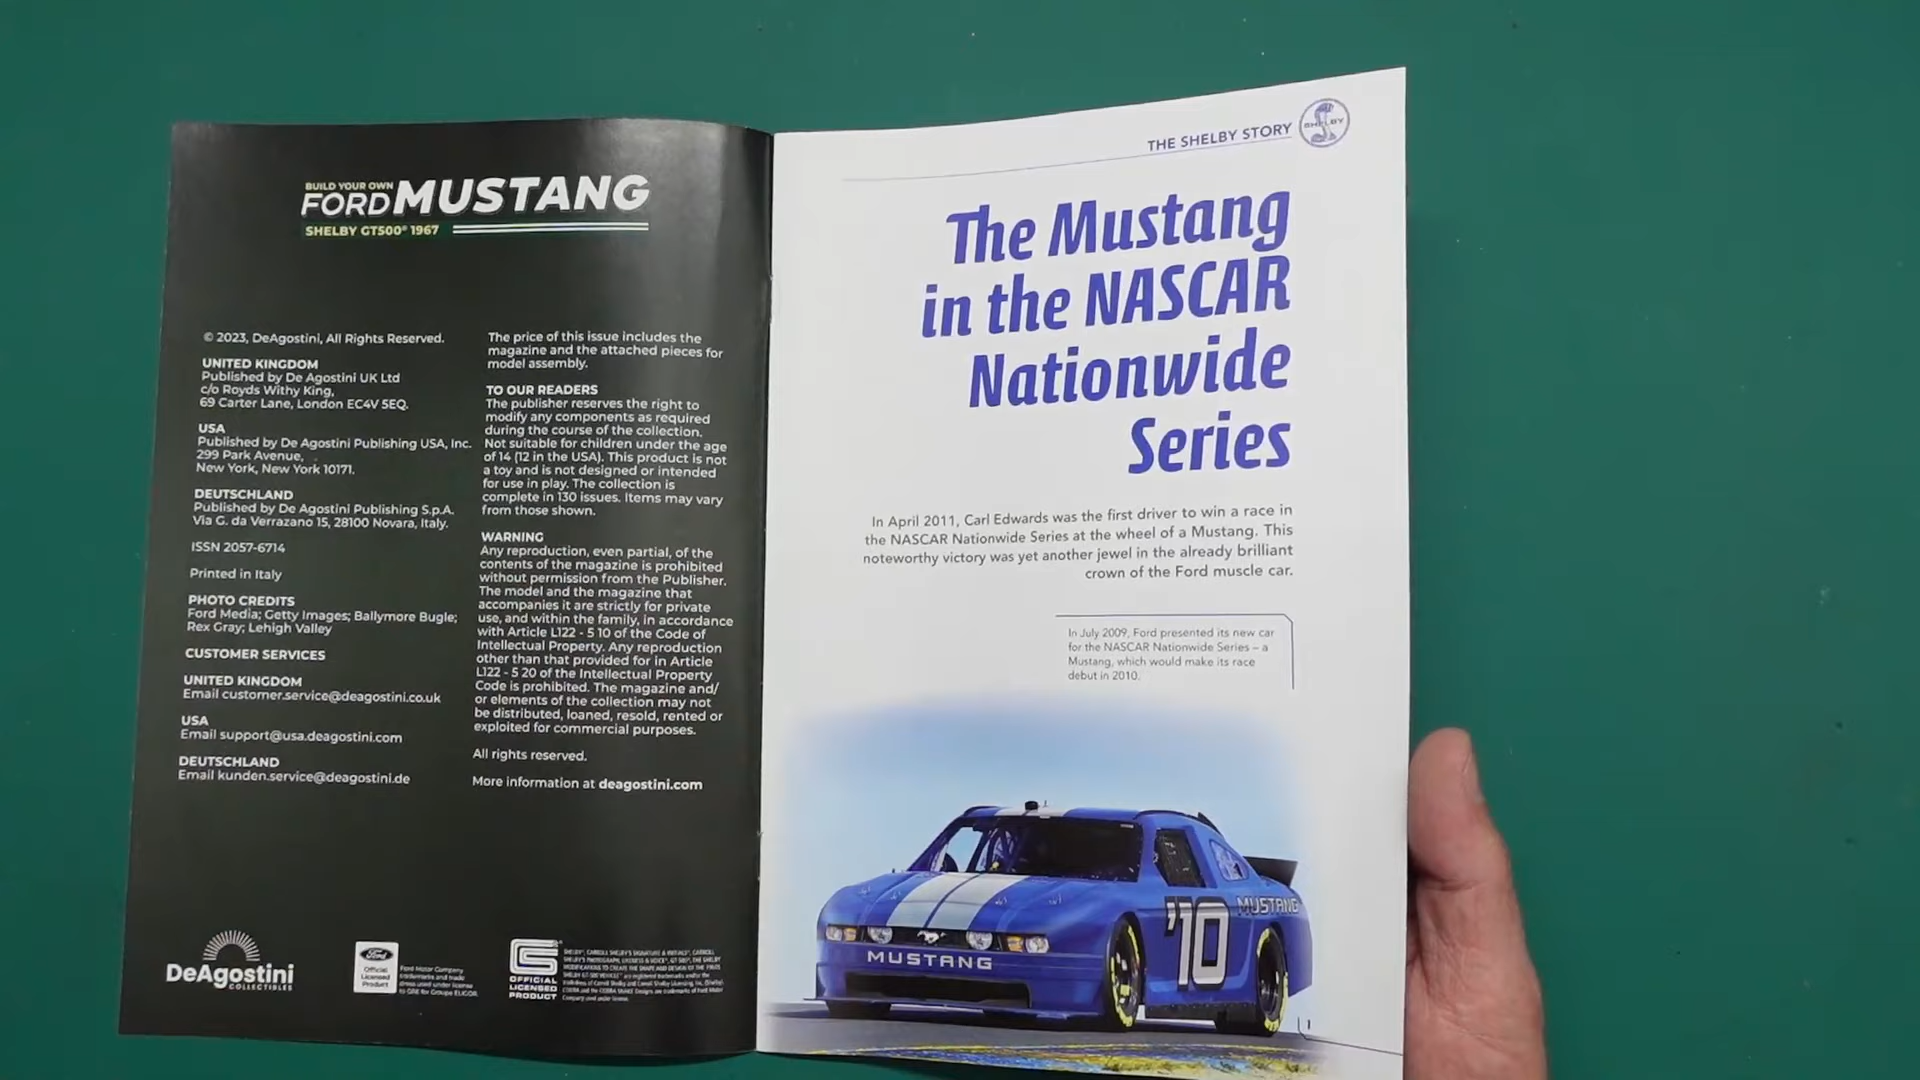 BUILD YOUR OWN
FORD MUSTANG
SHELBY GT500® 1967
© 2023, DeAgostini, All Rights Reserved.
UNITED KINGDOM
Published by De Agostini UK Ltd
c/o Royds Withy King,
69 Carter Lane, London EC4V 5EQ.
USA
Published by De Agostini Publishing USA, Inc.
299 Park Avenue,
New York, New York 10171.
DEUTSCHLAND
Published by De Agostini Publishing S.p.A.
Via G. da Verrazano 15, 28100 Novara, Italy.
ISSN 2057-6714
Printed in Italy
PHOTO CREDITS
Ford Media; Getty Images; Ballymore Bugle;
Rex Gray; Lehigh Valley
CUSTOMER SERVICES
UNITED KINGDOM
Email customer.service@deagostini.co.uk
USA
Email support@usa.deagostini.com
DEUTSCHLAND
Email kunden.service@deagostini.de
The price of this issue includes the
magazine and the attached pieces for
model assembly.
TO OUR READERS
The publisher reserves the right to
modify any components as required
during the course of the collection.
Not suitable for children under the age
of 14 (12 in the USA). This product is not
a toy and is not designed or intended
for use in play. The collection is
complete in 130 issues. Items may vary
from those shown.
WARNING
Any reproduction, even partial, of the
contents of the magazine is prohibited
without permission from the Publisher.
The model and the magazine that
accompanies it are strictly for private
use, and within the family, in accordance
with Article L122 - 5 10 of the Code of
Intellectual Property. Any reproduction
other than that provided for in Article
L122 - 5 20 of the Intellectual Property
Code is prohibited. The magazine and/
or elements of the collection may not
be distributed, loaned, resold, rented or
exploited for commercial purposes.
All rights reserved.
More information at deagostini.com
DeAgostini
COLLECTIBLES
Ford
Official
Licensed
Product
Ford Motor Company
trademarks and trade
dress used under license
OFFICIAL
LICENSED
PRODUCT
THE SHELBY STORY
SHELBY
The Mustang
in the NASCAR
Nationwide
Series
In April 2011, Carl Edwards was the first driver to win a race in
the NASCAR Nationwide Series at the wheel of a Mustang. This
noteworthy victory was yet another jewel in the already brilliant
crown of the Ford muscle car.
In July 2009, Ford presented its new car
for the NASCAR Nationwide Series – a
Mustang, which would make its race
debut in 2010.
MUSTANG
'10
MUSTANG
1